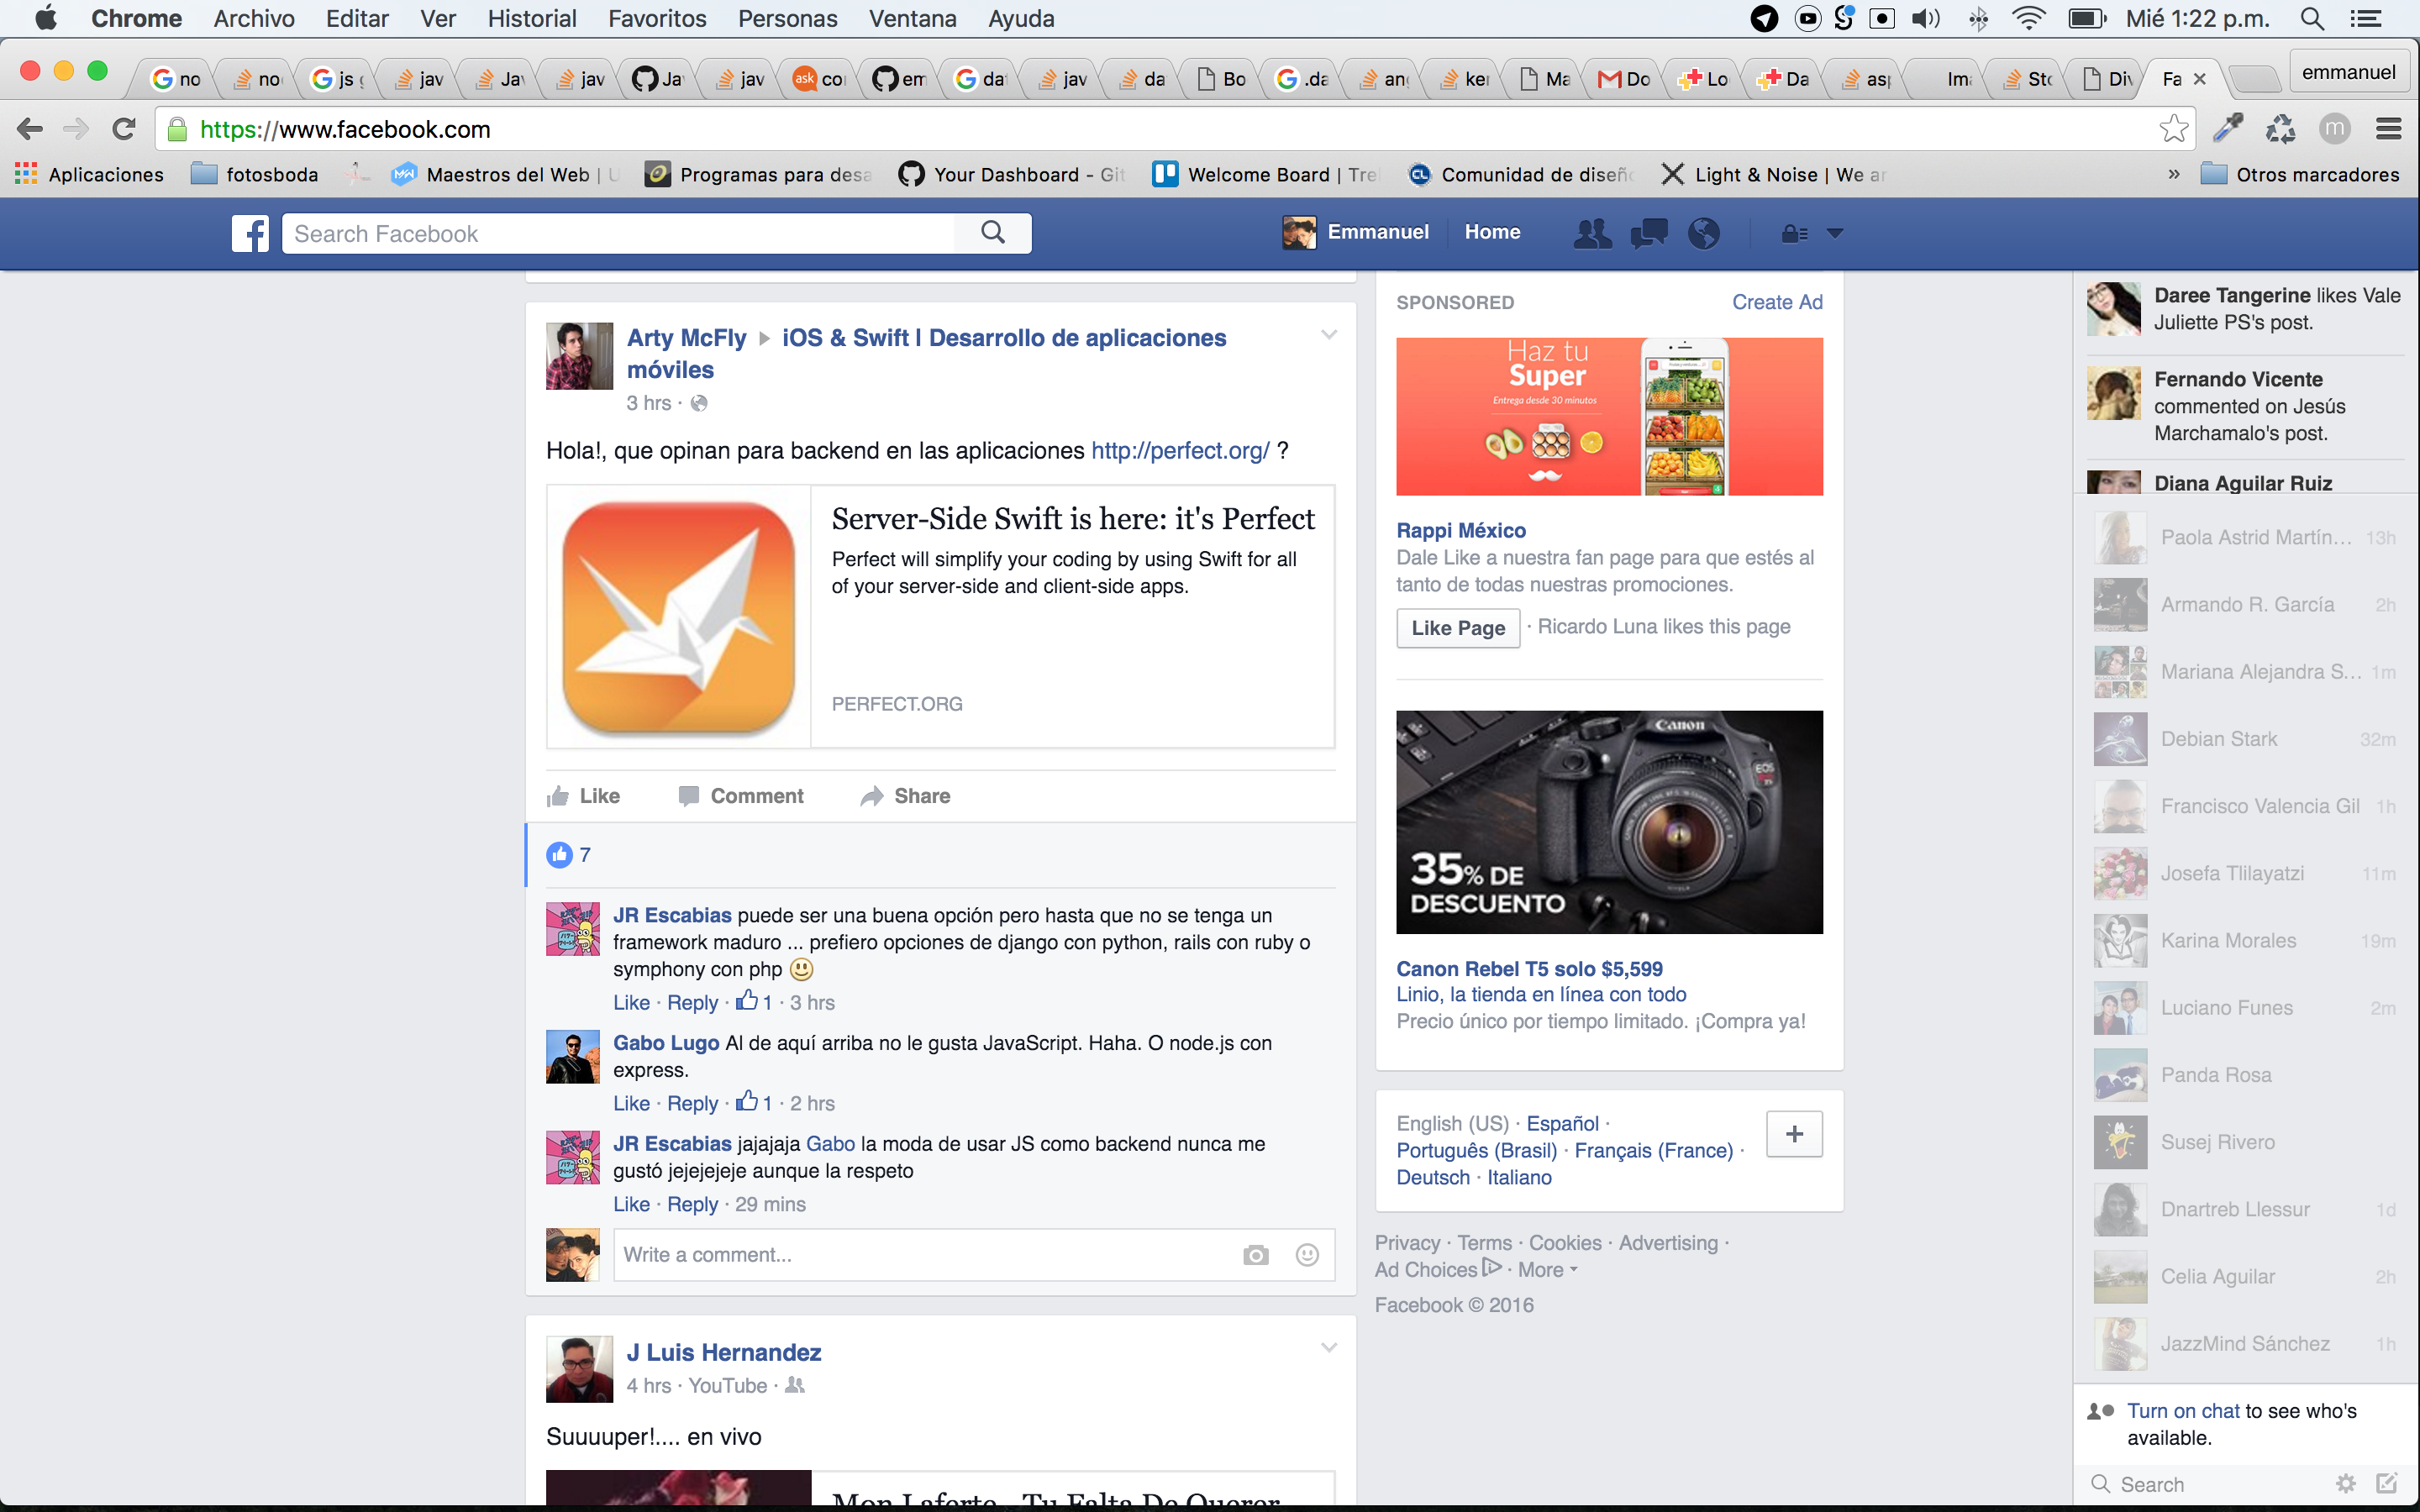 Chrome Archivo Editar Ver Historial Favoritos Personas Ventana Ayuda Mié 1:22 p.m.
no no js g jav Ja jav Ja jav ask co em da jav da Bo .da an ker Ma Do Lo Da asp Im Sto Div Fa emmanuel
https://www.facebook.com
Aplicaciones fotosboda Maestros del Web | U Programas para desa Your Dashboard - Git Welcome Board | Tre Comunidad de diseñ Light & Noise | We ar » Otros marcadores
Search Facebook Emmanuel Home
Arty McFly iOS & Swift l Desarrollo de aplicaciones
móviles
3 hrs ·
Hola!, que opinan para backend en las aplicaciones http://perfect.org/ ?
Server-Side Swift is here: it's Perfect
Perfect will simplify your coding by using Swift for all
of your server-side and client-side apps.
PERFECT.ORG
Like Comment Share
7
JR Escabias puede ser una buena opción pero hasta que no se tenga un
framework maduro ... prefiero opciones de django con python, rails con ruby o
symphony con php
Like · Reply · 1 · 3 hrs
Gabo Lugo Al de aquí arriba no le gusta JavaScript. Haha. O node.js con
express.
Like · Reply · 1 · 2 hrs
JR Escabias jajajaja Gabo la moda de usar JS como backend nunca me
gustó jejejejeje aunque la respeto
Like · Reply · 29 mins
Write a comment...
J Luis Hernandez
4 hrs · YouTube ·
Suuuuper!.... en vivo
Mon Laferte - Tu Falta De Querer
SPONSORED Create Ad
Haz tu
Super
Entrega desde 30 minutos
Rappi México
Dale Like a nuestra fan page para que estés al
tanto de todas nuestras promociones.
Like Page · Ricardo Luna likes this page
Canon
EOS
35% DE
DESCUENTO
Canon Rebel T5 solo $5,599
Linio, la tienda en línea con todo
Precio único por tiempo limitado. ¡Compra ya!
English (US) · Español ·
Português (Brasil) · Français (France) ·
Deutsch · Italiano
+
Privacy · Terms · Cookies · Advertising ·
Ad Choices · More
Facebook © 2016
Daree Tangerine likes Vale
Juliette PS's post.
Fernando Vicente
commented on Jesús
Marchamalo's post.
Diana Aguilar Ruiz
Paola Astrid Martín... 13h
Armando R. García 2h
Mariana Alejandra S... 1m
Debian Stark 32m
Francisco Valencia Gil 1h
Josefa Tlilayatzi 11m
Karina Morales 19m
Luciano Funes 2m
Panda Rosa
Susej Rivero
Dnartreb Llessur 1d
Celia Aguilar 2h
JazzMind Sánchez 1h
Turn on chat to see who's
available.
Search